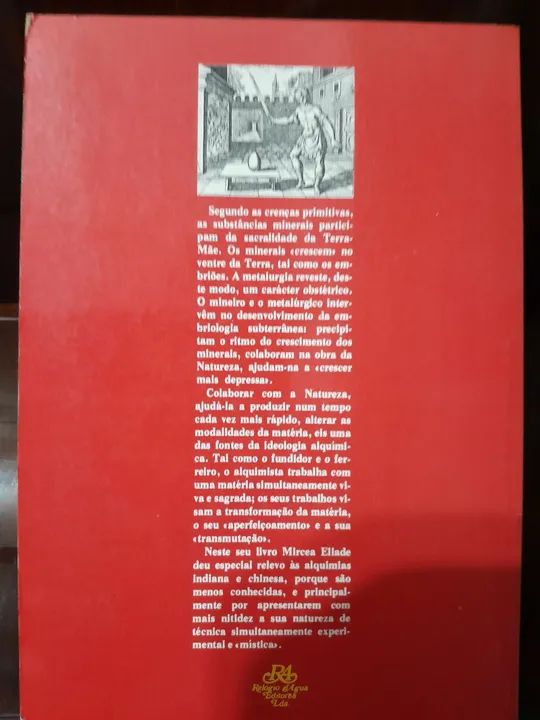 Segundo as crenças primitivas,
as substâncias minerais partici-
pam da sacralidade da Terra-
Mãe. Os minerais «crescem» no
ventre da Terra, tal como os em-
briões. A metalurgia reveste, des-
te modo, um carácter obstétrico.
O mineiro e o metalúrgico inter-
vêm no desenvolvimento da em-
briologia subterrânea: precipi-
tam o ritmo do crescimento dos
minerais, colaboram na obra da
Natureza, ajudam-na a «crescer
mais depressa».
Colaborar com a Natureza,
ajudá-la a produzir num tempo
cada vez mais rápido, alterar as
modalidades da matéria, eis uma
das fontes da ideologia alquími-
ca. Tal como o fundidor e o fer-
reiro, o alquimista trabalha com
uma matéria simultaneamente vi-
va e sagrada; os seus trabalhos vi-
sam a transformação da matéria,
o seu «aperfeiçoamento» e a sua
«transmutação».
Neste seu livro Mircea Eliade
deu especial relevo às alquimias
indiana e chinesa, porque são
menos conhecidas, e principal-
mente por apresentarem com
mais nitidez a sua natureza de
técnica simultaneamente experi-
mental e «mística».
RA
Relógio d'Água
Editores
Lda.